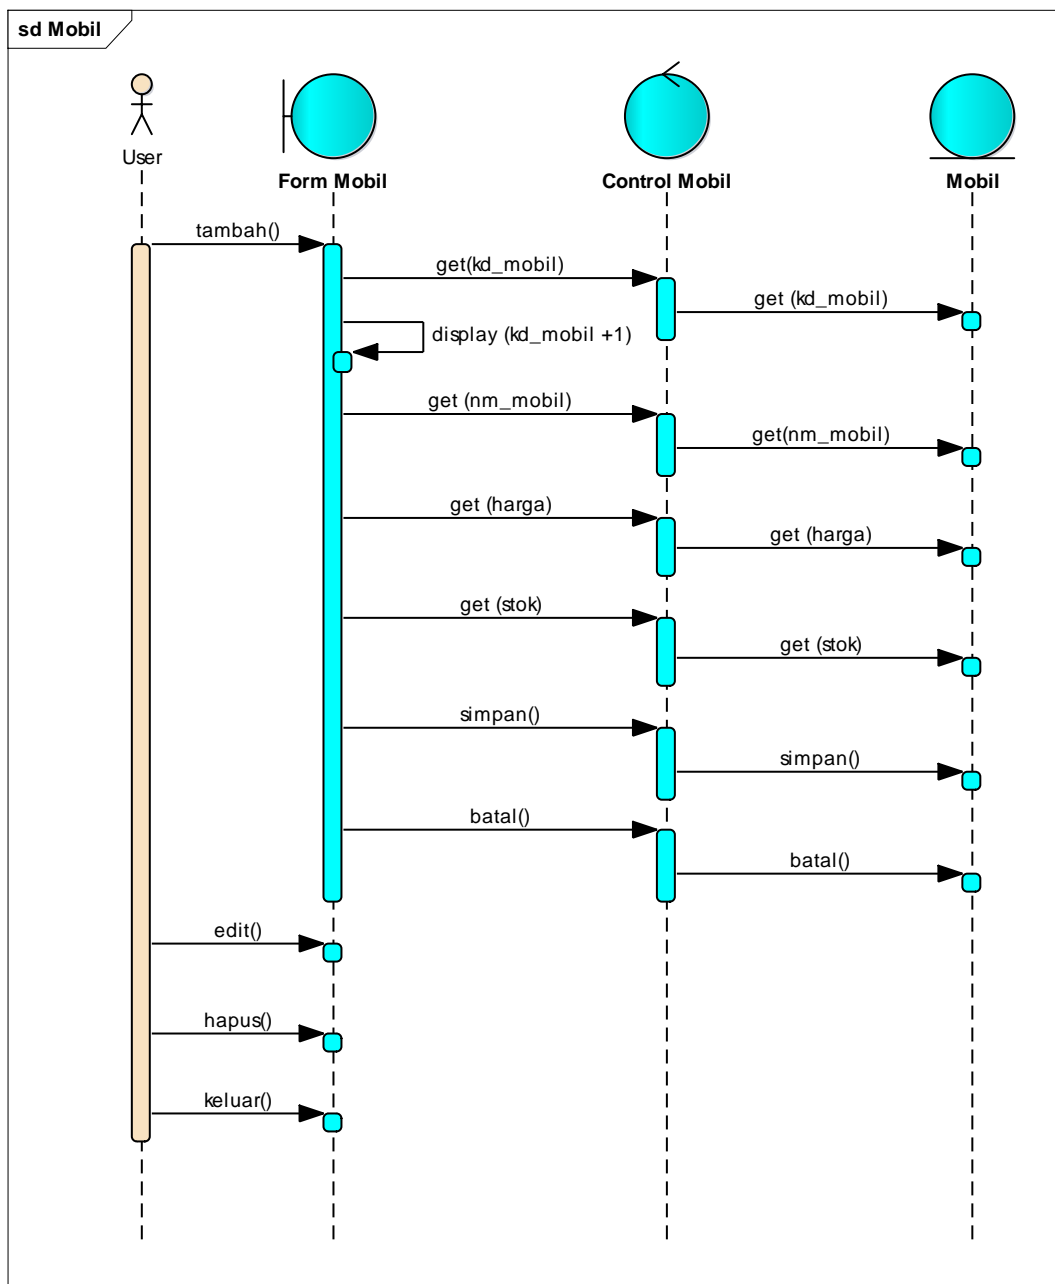 sd Mobil
User
Form Mobil
Control Mobil
Mobil
tambah()
get(kd_mobil)
get (kd_mobil)
display (kd_mobil +1)
get (nm_mobil)
get(nm_mobil)
get (harga)
get (harga)
get (stok)
get (stok)
simpan()
simpan()
batal()
batal()
edit()
hapus()
keluar()